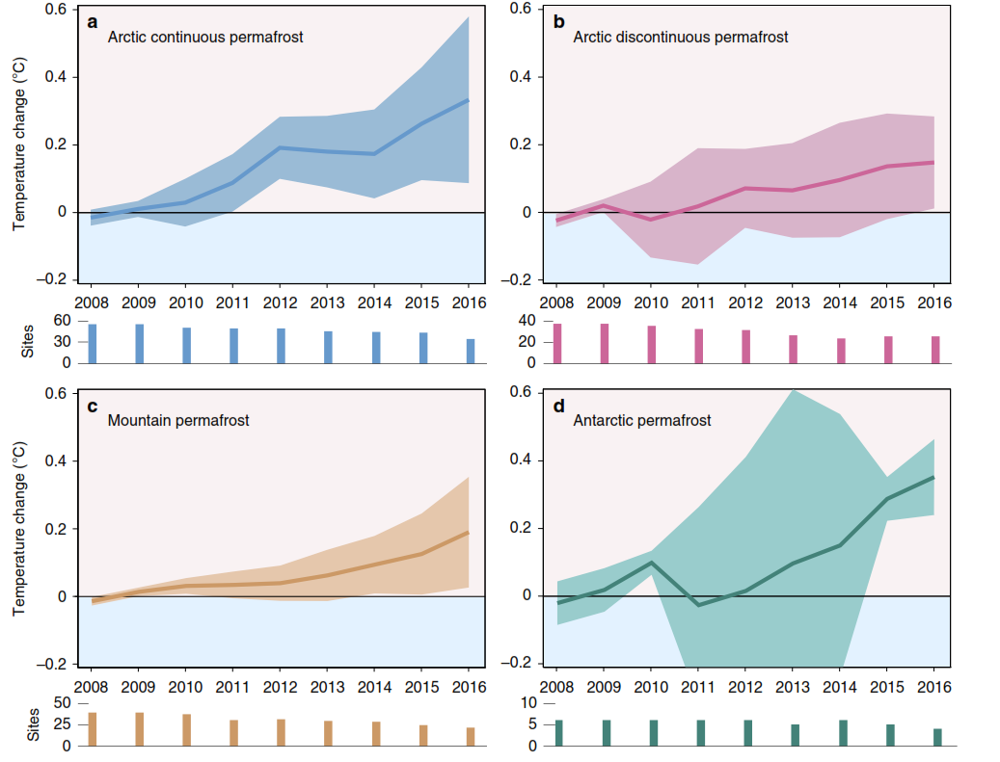 a
Arctic continuous permafrost
Temperature change (°C)
0.6
0.4
0.2
0
–0.2
2008 2009 2010 2011 2012 2013 2014 2015 2016
Sites
60
30
0
b
Arctic discontinuous permafrost
0.6
0.4
0.2
0
–0.2
2008 2009 2010 2011 2012 2013 2014 2015 2016
40
20
0
c
Mountain permafrost
Temperature change (°C)
0.6
0.4
0.2
0
–0.2
2008 2009 2010 2011 2012 2013 2014 2015 2016
Sites
50
25
0
d
Antarctic permafrost
0.6
0.4
0.2
0
–0.2
2008 2009 2010 2011 2012 2013 2014 2015 2016
10
5
0